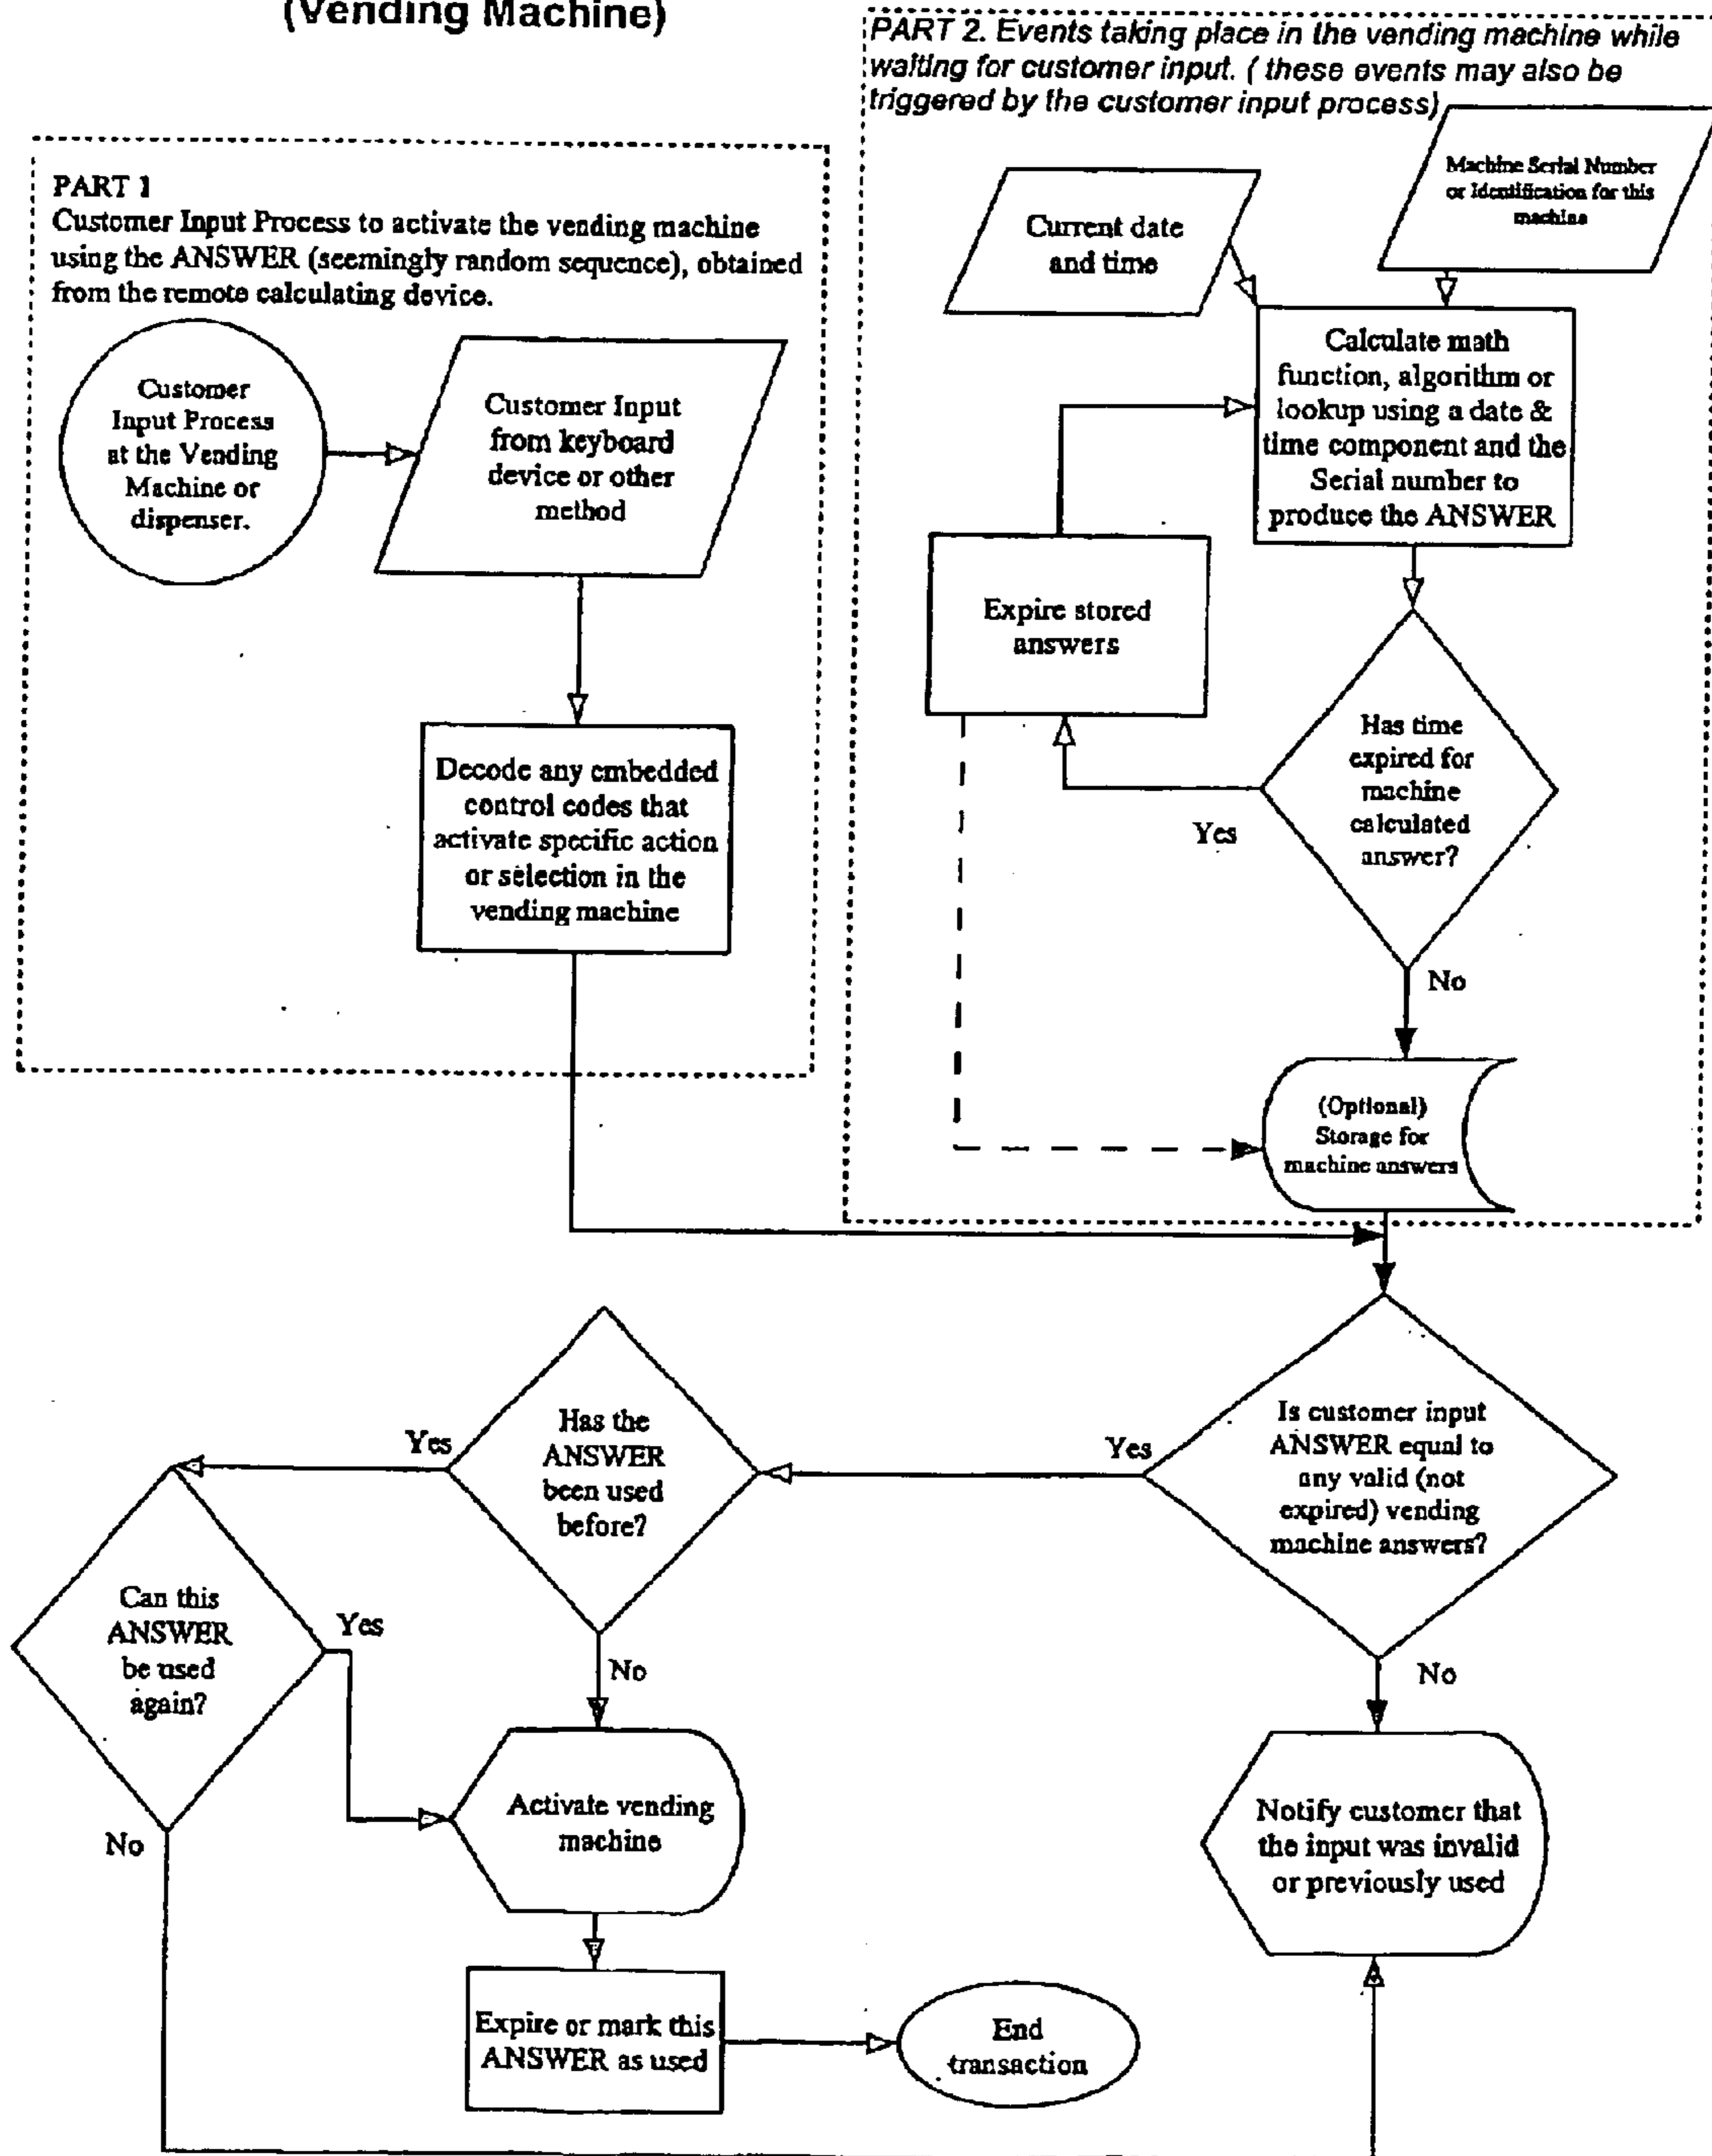 (Vending Machine)
PART 2. Events taking place in the vending machine while
waiting for customer input. ( these events may also be
triggered by the customer input process)
PART 1
Customer Input Process to activate the vending machine
using the ANSWER (seemingly random sequence), obtained
from the remote calculating device.
Customer
Input Process
at the Vending
Machine or
dispenser.
Customer Input
from keyboard
device or other
method
Decode any embedded
control codes that
activate specific action
or selection in the
vending machine
Current date
and time
Machine Serial Number
or Identification for this
machine
Calculate math
function, algorithm or
lookup using a date &
time component and the
Serial number to
produce the ANSWER
Expire stored
answers
Has time
expired for
machine
calculated
answer?
Yes
No
(Optional)
Storage for
machine answers
Is customer input
ANSWER equal to
any valid (not
expired) vending
machine answers?
Yes
No
Has the
ANSWER
been used
before?
Yes
No
Can this
ANSWER
be used
again?
Yes
No
Activate vending
machine
Notify customer that
the input was invalid
or previously used
Expire or mark this
ANSWER as used
End
transaction